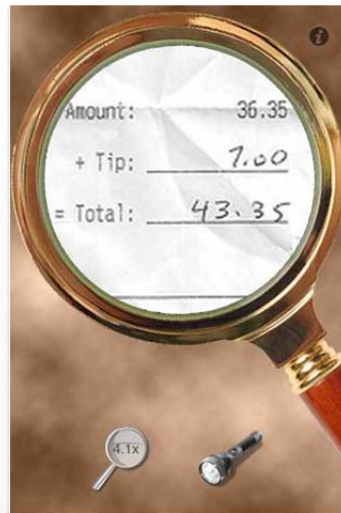 Amount: 36.35
+ Tip: 7.00
= Total: 43.35
4.1x